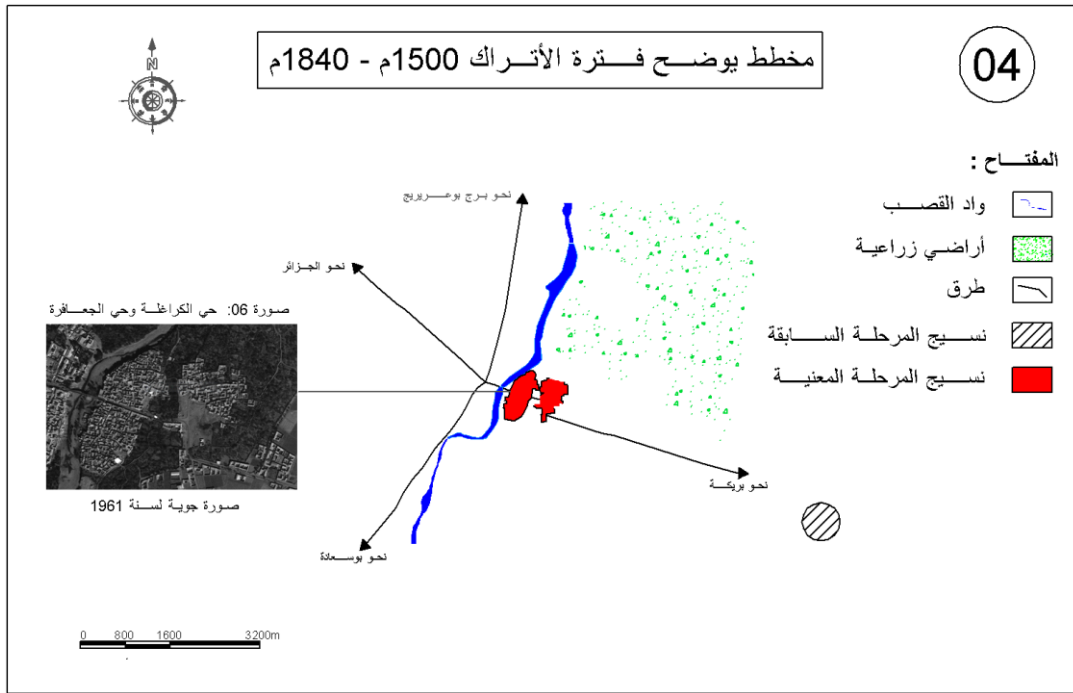 04
مخطط يوضح فترة الأتراك 1500م - 1840م
N
المفتاح :
واد القصب
أراضي زراعية
طرق
نسيج المرحلة السابقة
نسيج المرحلة المعنية
نحو برج بوعريريج
نحو الجزائر
صورة 06: حي الكراغلة وحي الجعافرة
صورة جوية لسنة 1961
نحو بريكة
نحو بوسعادة
0 800 1600 3200m